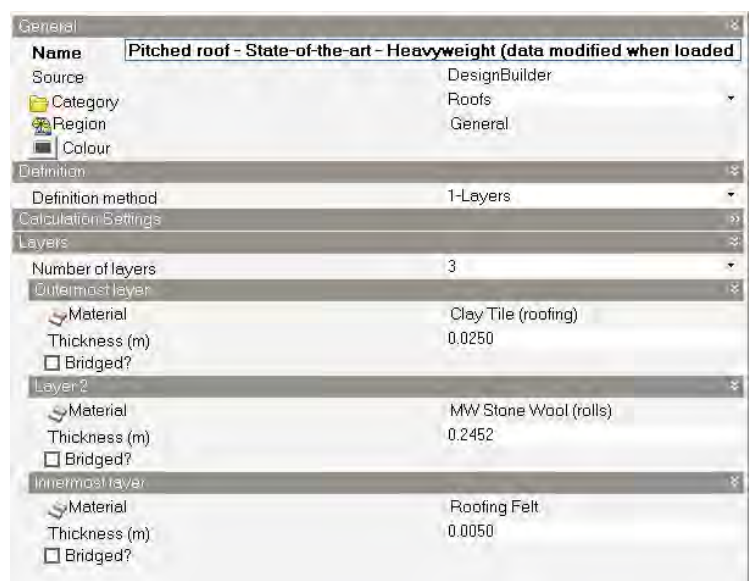 General
Name Pitched roof - State-of-the-art - Heavyweight (data modified when loaded
Source DesignBuilder
Category Roofs
Region General
Colour
Definition
Definition method 1-Layers
Calculation Settings
Layers
Number of layers 3
Outermost layer
Material Clay Tile (roofing)
Thickness (m) 0.0250
Bridged?
Layer 2
Material MW Stone Wool (rolls)
Thickness (m) 0.2452
Bridged?
Innermost layer
Material Roofing Felt
Thickness (m) 0.0050
Bridged?